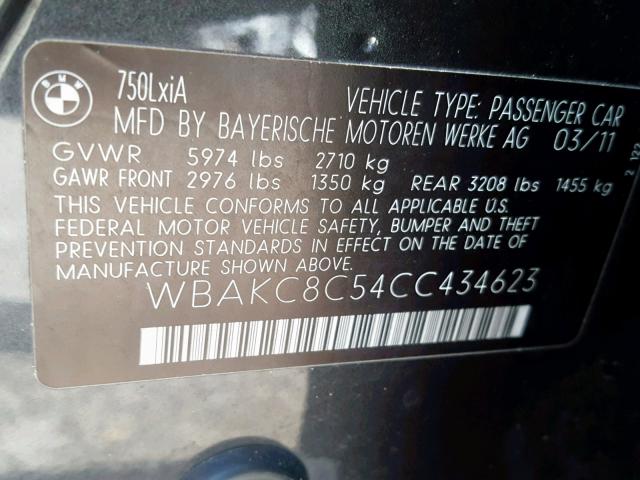 BMW
750LxiA
VEHICLE TYPE: PASSENGER CAR
MFD BY BAYERISCHE MOTOREN WERKE AG 03/11
GVWR 5974 lbs 2710 kg
GAWR FRONT 2976 lbs 1350 kg REAR 3208 lbs 1455 kg
THIS VEHICLE CONFORMS TO ALL APPLICABLE U.S.
FEDERAL MOTOR VEHICLE SAFETY, BUMPER AND THEFT
PREVENTION STANDARDS IN EFFECT ON THE DATE OF
MANUFACTURE SHOWN ABOVE.
WBAKC8C54CC434623